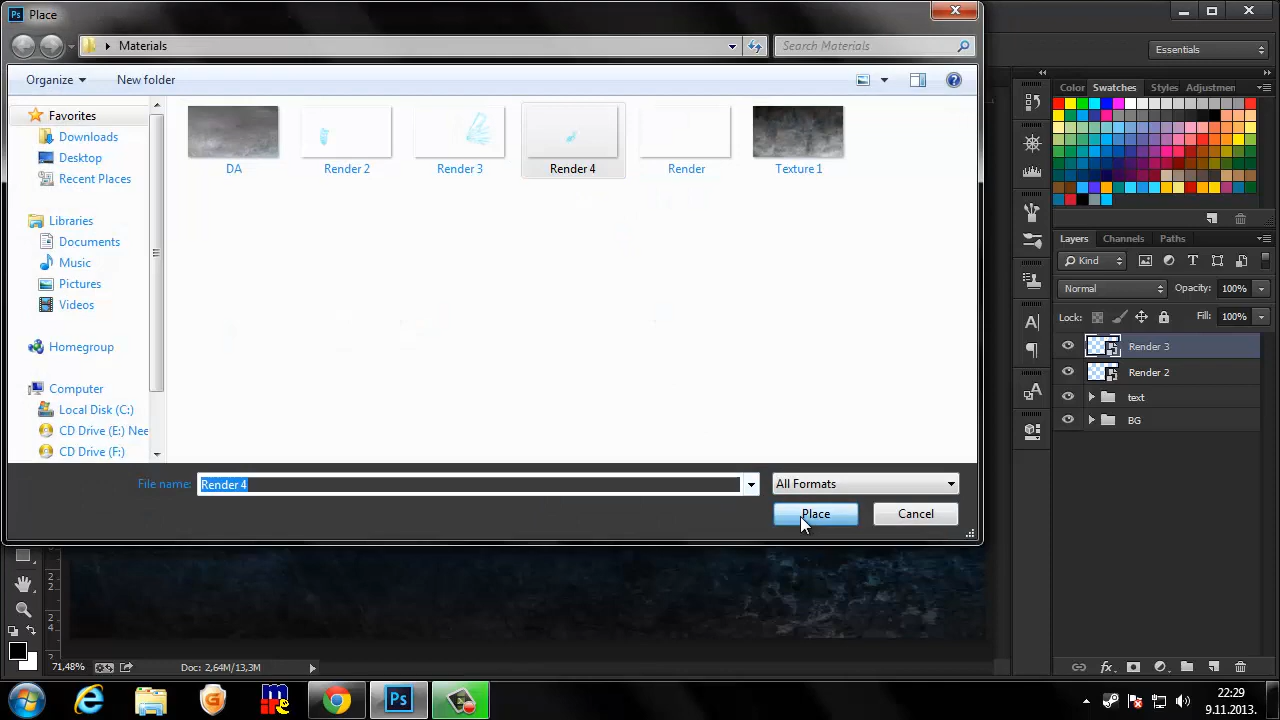 Ps Place
Materials
Search Materials
Organize
New folder
Favorites
Downloads
Desktop
Recent Places
Libraries
Documents
Music
Pictures
Videos
Homegroup
Computer
Local Disk (C:)
CD Drive (E:) Nee
CD Drive (F:)
DA
Render 2
Render 3
Render 4
Render
Texture 1
File name:
Render 4
All Formats
Place
Cancel
Essentials
Color
Swatches
Styles
Adjustmen
Layers
Channels
Paths
Kind
Normal
Opacity:
100%
Lock:
Fill:
100%
Render 3
Render 2
text
BG
fx
71,48%
Doc: 2,64M/13,3M
Ps
22:29
9.11.2013.